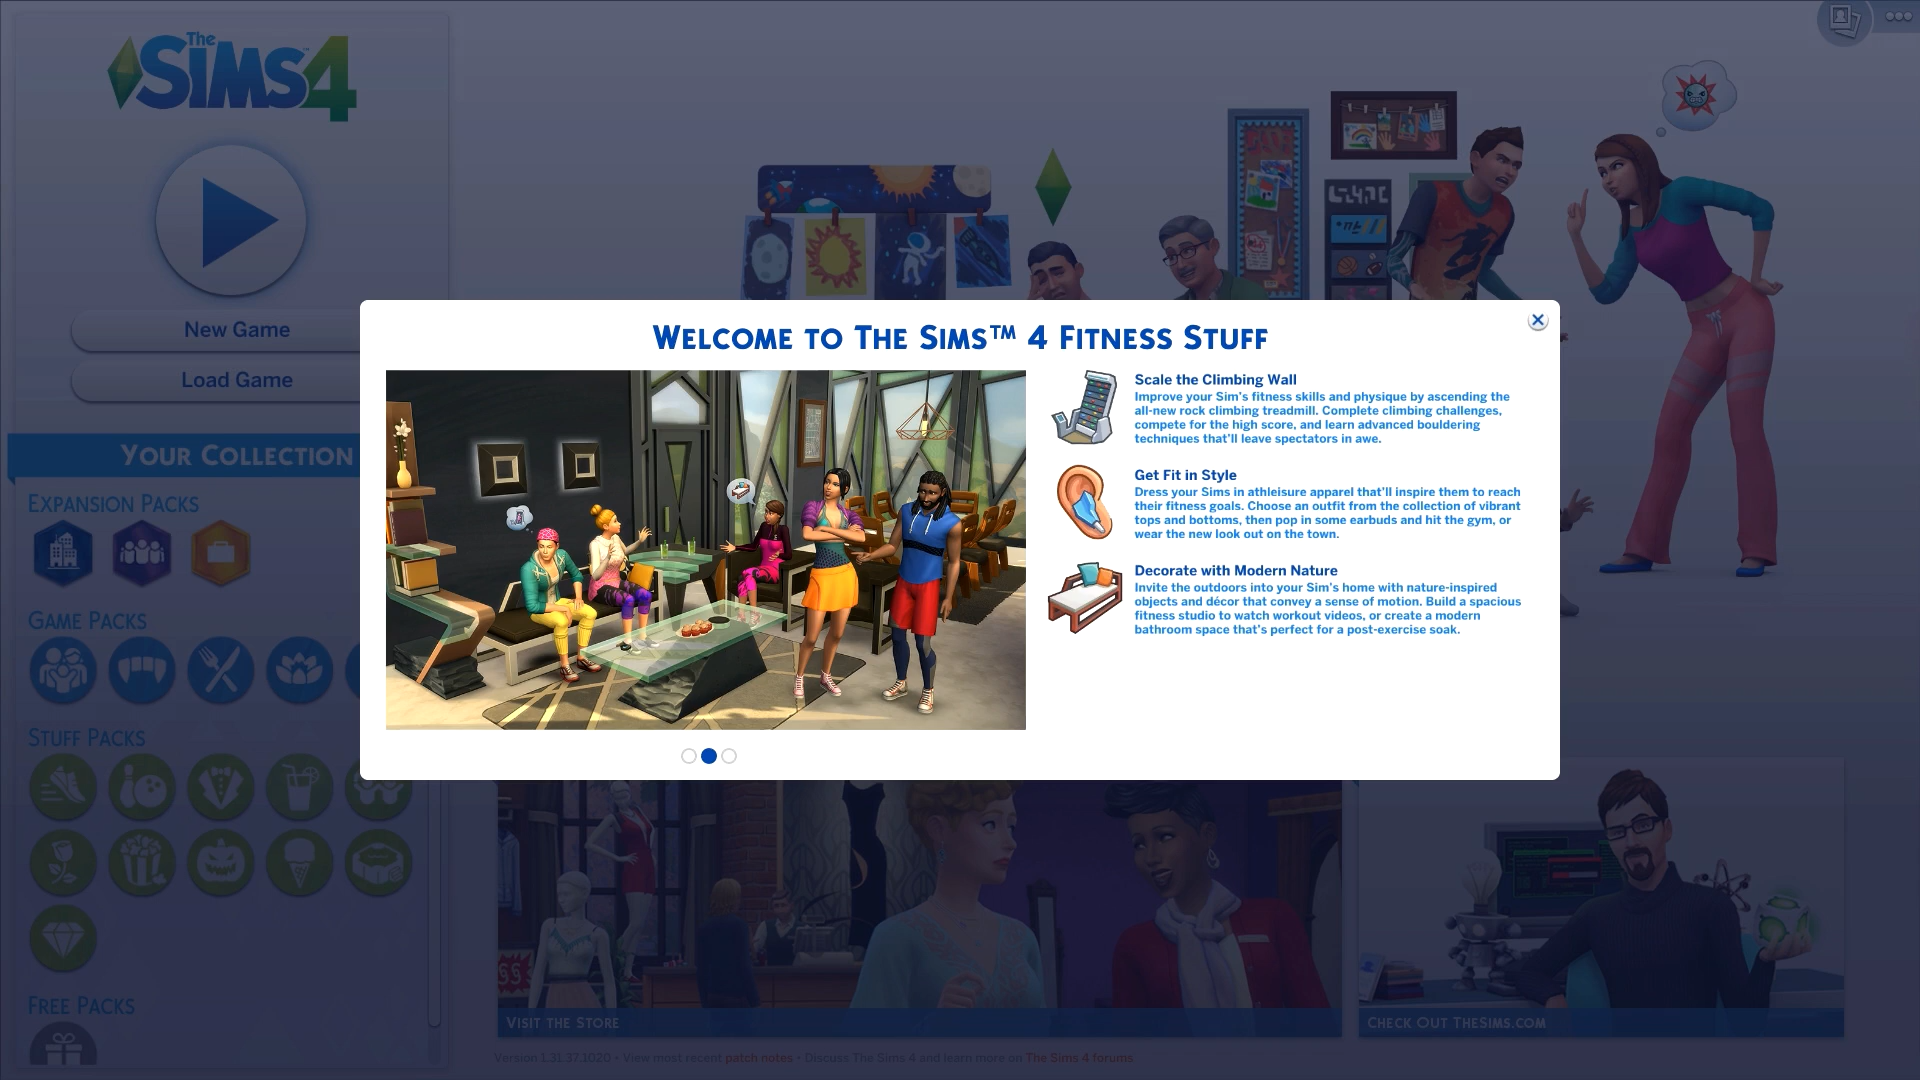 The Sims 4
New Game
Load Game
Your Collection
Expansion Packs
Game Packs
Stuff Packs
Free Packs
Welcome to The Sims™ 4 Fitness Stuff
Scale the Climbing Wall
Improve your Sim's fitness skills and physique by ascending the
all-new rock climbing treadmill. Complete climbing challenges,
compete for the high score, and learn advanced bouldering
techniques that'll leave spectators in awe.
Get Fit in Style
Dress your Sims in athleisure apparel that'll inspire them to reach
their fitness goals. Choose an outfit from the collection of vibrant
tops and bottoms, then pop in some earbuds and hit the gym, or
wear the new look out on the town.
Decorate with Modern Nature
Invite the outdoors into your Sim's home with nature-inspired
objects and décor that convey a sense of motion. Build a spacious
fitness studio to watch workout videos, or create a modern
bathroom space that's perfect for a post-exercise soak.
Visit the Store
Check Out TheSims.com
Version 1.31.37.1020 • View most recent patch notes • Discuss The Sims 4 and learn more on The Sims 4 forums